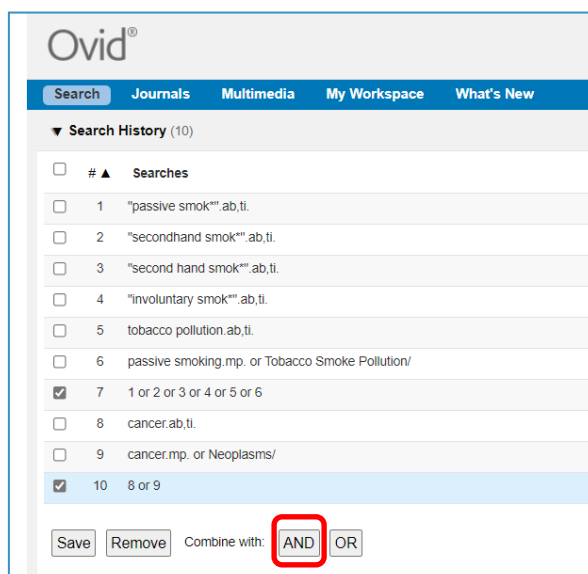 Ovid®
Search Journals Multimedia My Workspace What's New
▼ Search History (10)
# ▲ Searches
1 "passive smok*".ab,ti.
2 "secondhand smok*".ab,ti.
3 "second hand smok*".ab,ti.
4 "involuntary smok*".ab,ti.
5 tobacco pollution.ab,ti.
6 passive smoking.mp. or Tobacco Smoke Pollution/
7 1 or 2 or 3 or 4 or 5 or 6
8 cancer.ab,ti.
9 cancer.mp. or Neoplasms/
10 8 or 9
Save Remove Combine with: AND OR